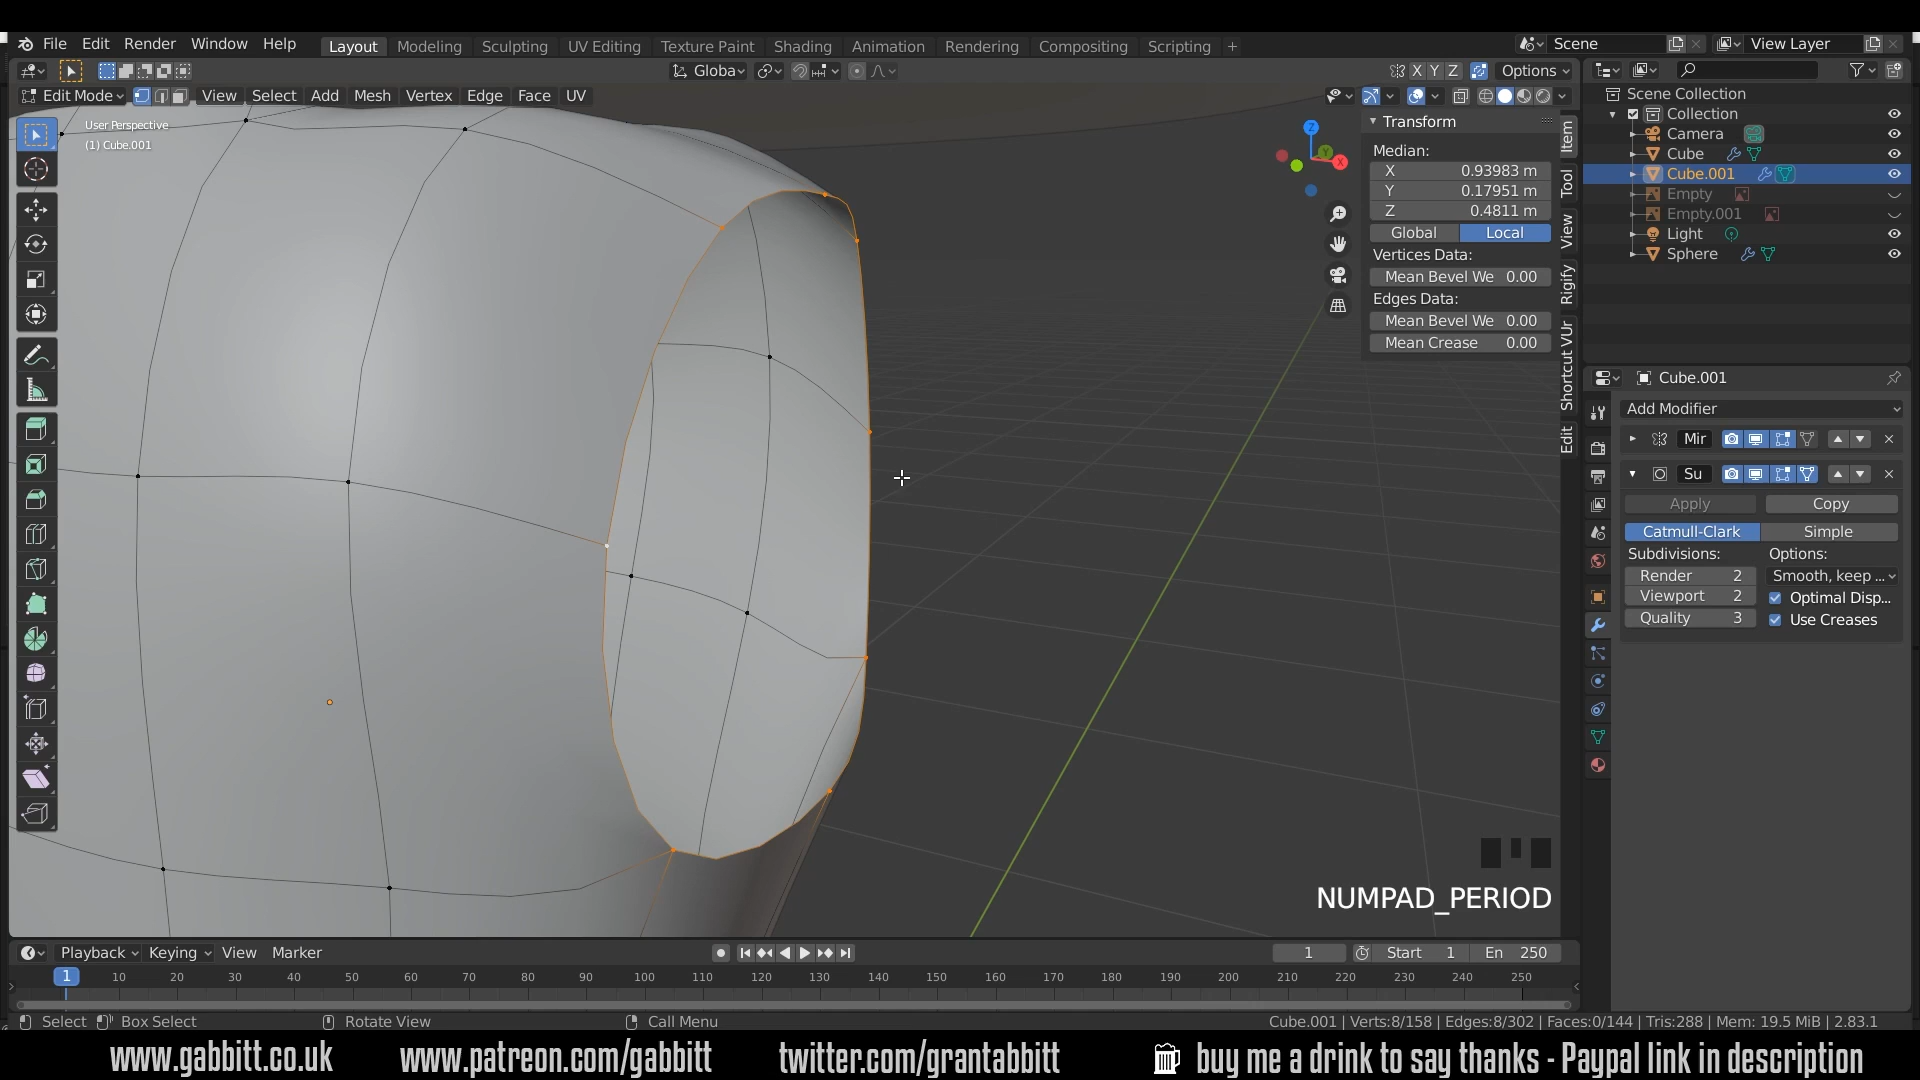 File Edit Render Window Help Layout Modeling Sculpting UV Editing Texture Paint Shading Animation Rendering Compositing Scripting + Scene View Layer
Globa X Y Z Options
Edit Mode View Select Add Mesh Vertex Edge Face UV
User Perspective
(1) Cube.001
Z
Y
X
Transform
Median:
X 0.93983 m
Y 0.17951 m
Z 0.4811 m
Global Local
Vertices Data:
Mean Bevel We 0.00
Edges Data:
Mean Bevel We 0.00
Mean Crease 0.00
Item
Tool
View
Rigify
Shortcut VUr
Edit
Scene Collection
Collection
Camera
Cube
Cube.001
Empty
Empty.001
Light
Sphere
Cube.001
Add Modifier
Mir
Su
Apply Copy
Catmull-Clark Simple
Subdivisions: Options:
Render 2 Smooth, keep ...
Viewport 2 Optimal Disp...
Quality 3 Use Creases
NUMPAD_PERIOD
Playback Keying View Marker 1 Start 1 En 250
1 10 20 30 40 50 60 70 80 90 100 110 120 130 140 150 160 170 180 190 200 210 220 230 240 250
Select Box Select Rotate View Call Menu Cube.001 | Verts:8/158 | Edges:8/302 | Faces:0/144 | Tris:288 | Mem: 19.5 MiB | 2.83.1
www.gabbitt.co.uk www.patreon.com/gabbitt twitter.com/grantabbitt buy me a drink to say thanks - Paypal link in description